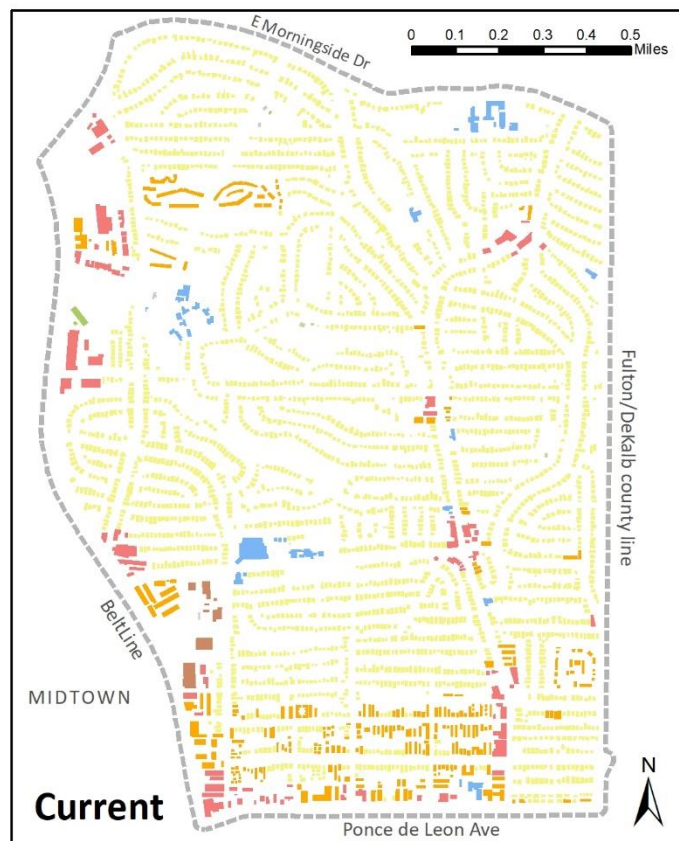 E Morningside Dr
0 0.1 0.2 0.3 0.4 0.5
Miles
Fulton/DeKalb county line
BeltLine
MIDTOWN
N
Current
Ponce de Leon Ave